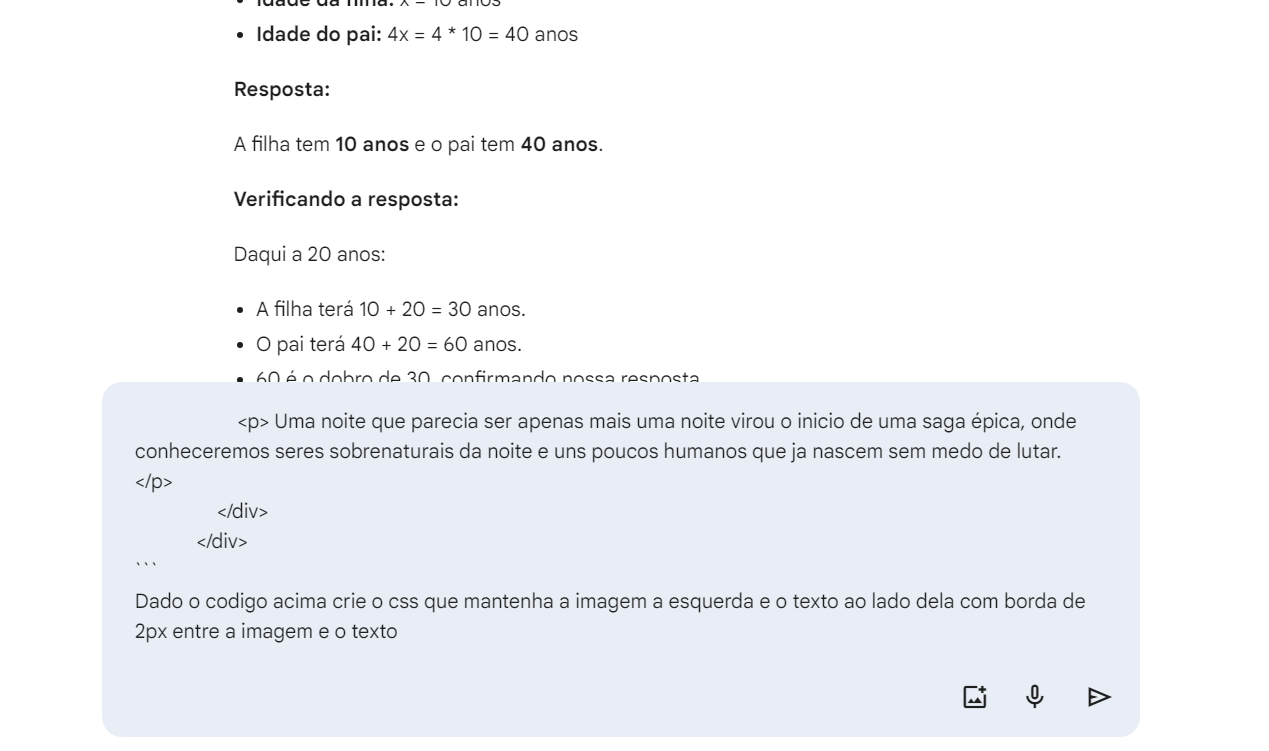 Idade da filha: x = 10 anos
Idade do pai: 4x = 4 * 10 = 40 anos
Resposta:
A filha tem 10 anos e o pai tem 40 anos.
Verificando a resposta:
Daqui a 20 anos:
A filha terá 10 + 20 = 30 anos.
O pai terá 40 + 20 = 60 anos.
60 é o dobro de 30, confirmando nossa resposta.
<p> Uma noite que parecia ser apenas mais uma noite virou o inicio de uma saga épica, onde
conheceremos seres sobrenaturais da noite e uns poucos humanos que ja nascem sem medo de lutar.
</p>
</div>
</div>
```
Dado o codigo acima crie o css que mantenha a imagem a esquerda e o texto ao lado dela com borda de
2px entre a imagem e o texto